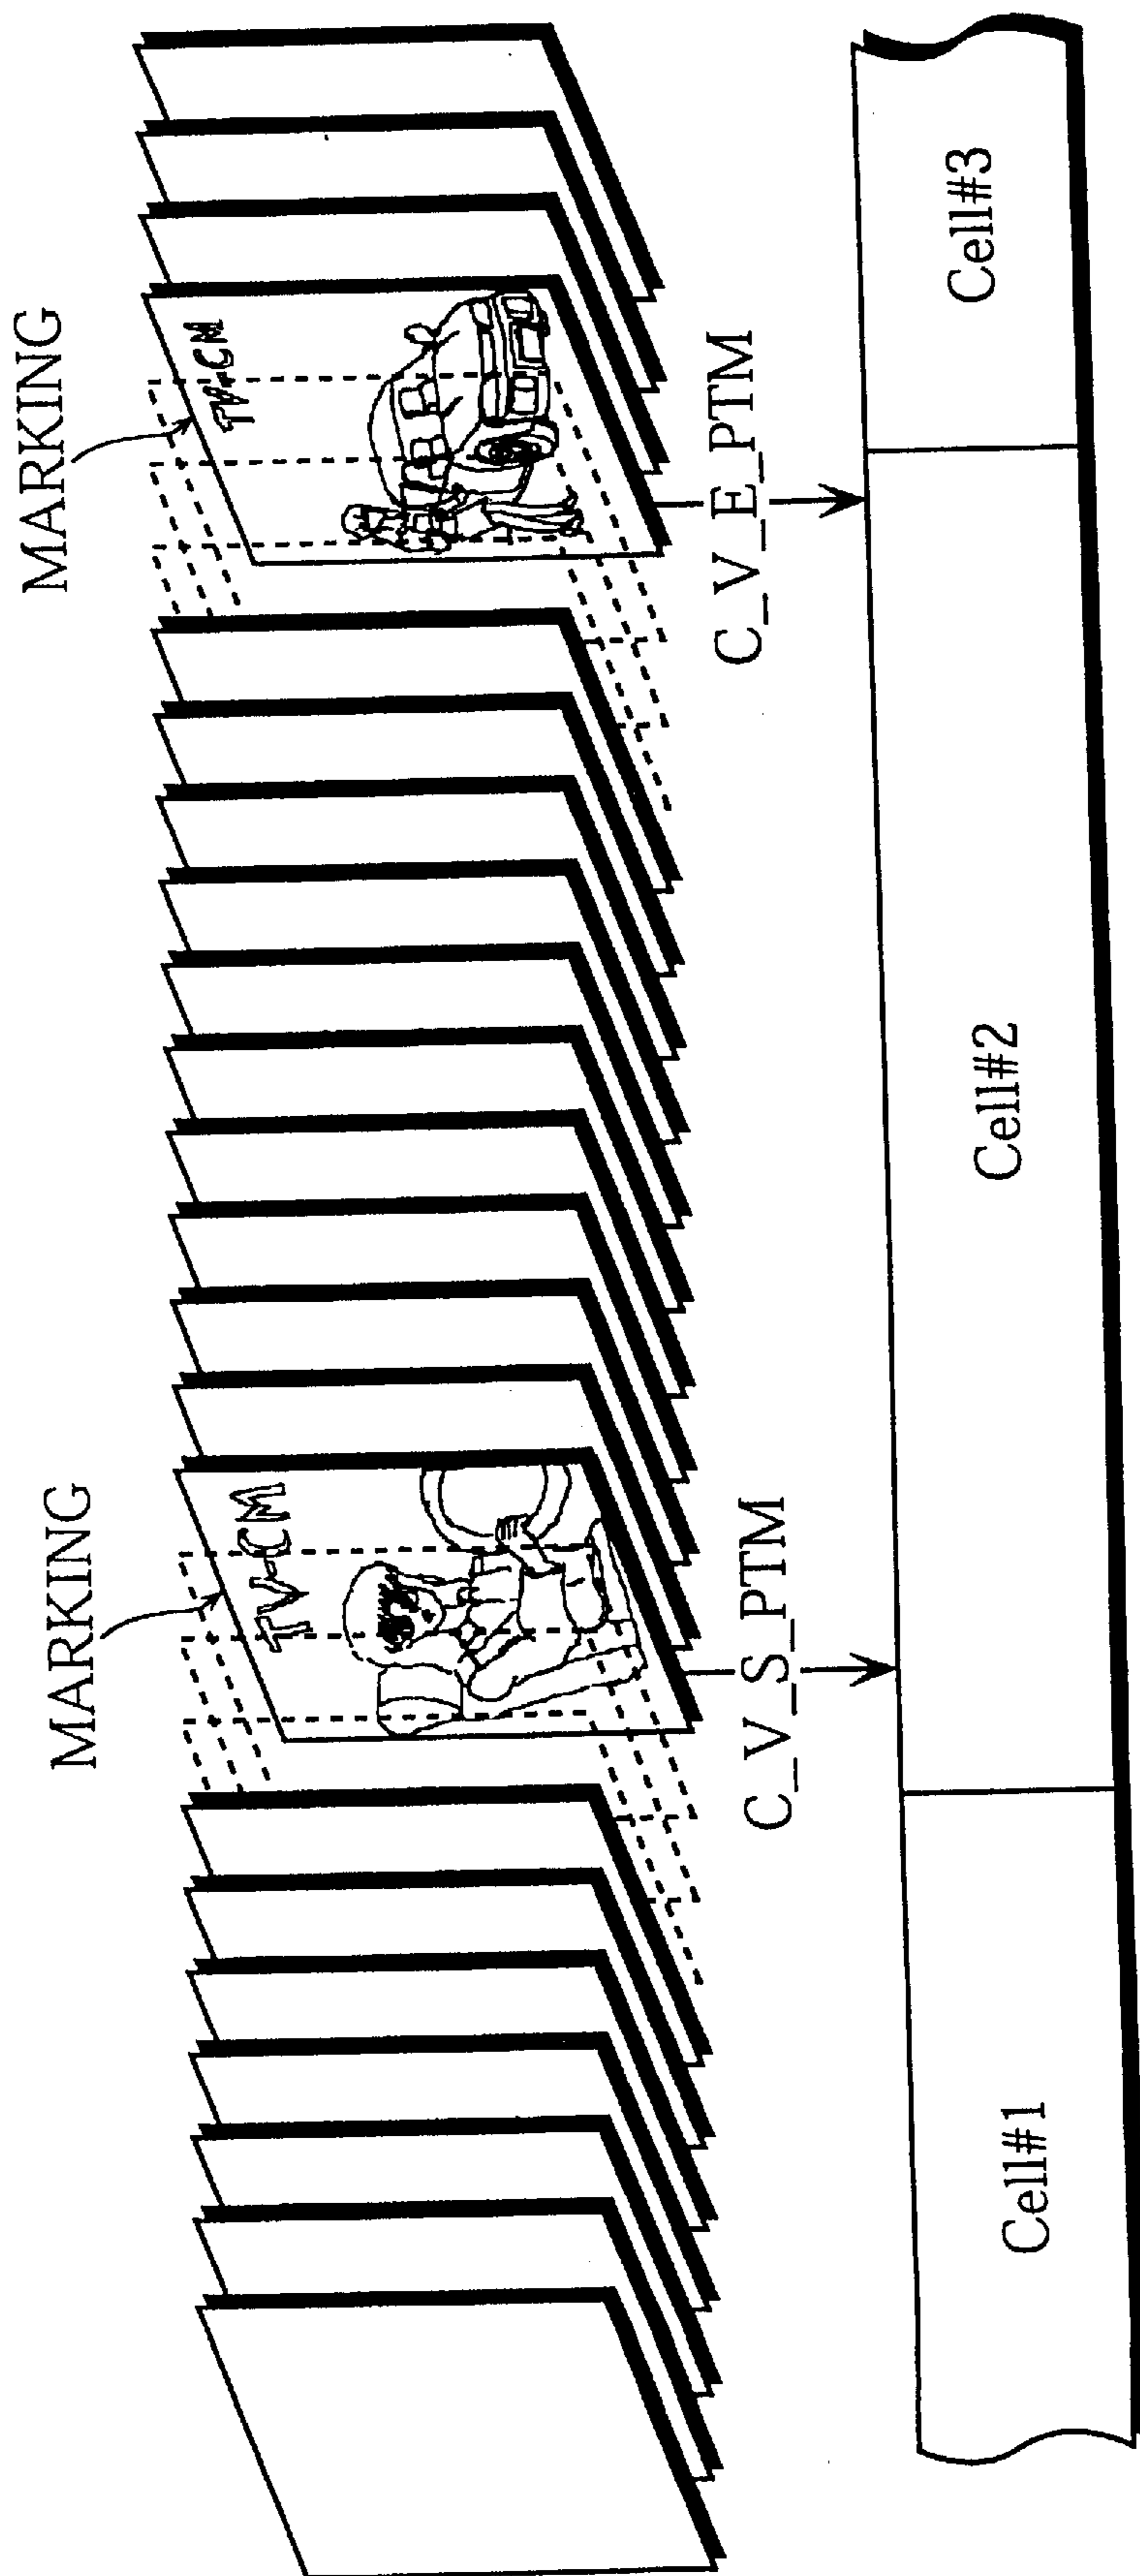 MARKING
MARKING
TV-CM
TV-CM
C_V_S_PTM
C_V_E_PTM
Cell#1
Cell#2
Cell#3